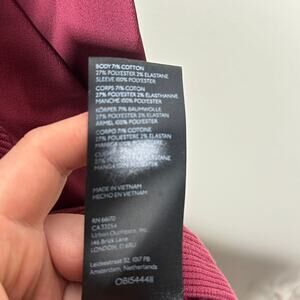 BODY 71% COTTON
27% POLYESTER 2% ELASTANE
SLEEVE 100% POLYESTER
CORPS 71% COTON
27% POLYESTER 2% ELASTHANNE
MANCHE 100% POLYESTER
KÖRPER 71% BAUMWOLLE
27% POLYESTER 2% ELASTAN
ÄRMEL 100% POLYESTER
CORPO 71% COTONE
27% POLIESTERE 2% ELASTAN
MADE IN VIETNAM
HECHO EN VIETNAM
RN 66170
CA 33254
Urban Outfitters, Inc.
146 Brick Lane
LONDON, E1 6RU
Leidsestraat 32, 1017 PB
Amsterdam, Netherlands